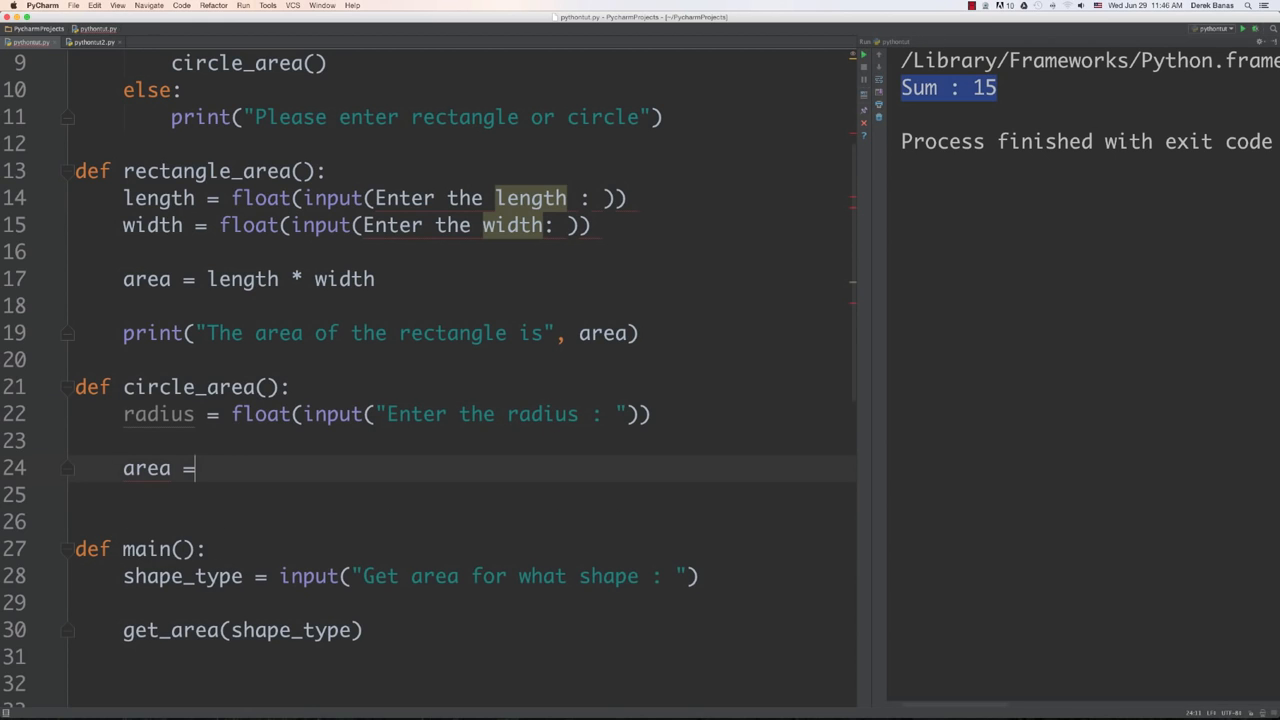 PyCharm File Edit View Navigate Code Refactor Run Tools VCS Window Help Wed Jun 29 11:46 AM Derek Banas
pythontut.py - PycharmProjects - [~/PycharmProjects]
PycharmProjects pythontut.py pythontut
pythontut.py pythontut2.py Run: pythontut
9 circle_area()
10 else:
11 print("Please enter rectangle or circle")
12
13 def rectangle_area():
14 length = float(input(Enter the length : ))
15 width = float(input(Enter the width: ))
16
17 area = length * width
18
19 print("The area of the rectangle is", area)
20
21 def circle_area():
22 radius = float(input("Enter the radius : "))
23
24 area =
25
26
27 def main():
28 shape_type = input("Get area for what shape : ")
29
30 get_area(shape_type)
31
32
/Library/Frameworks/Python.frame
Sum : 15
Process finished with exit code
24:11 LF≑ UTF-8≑